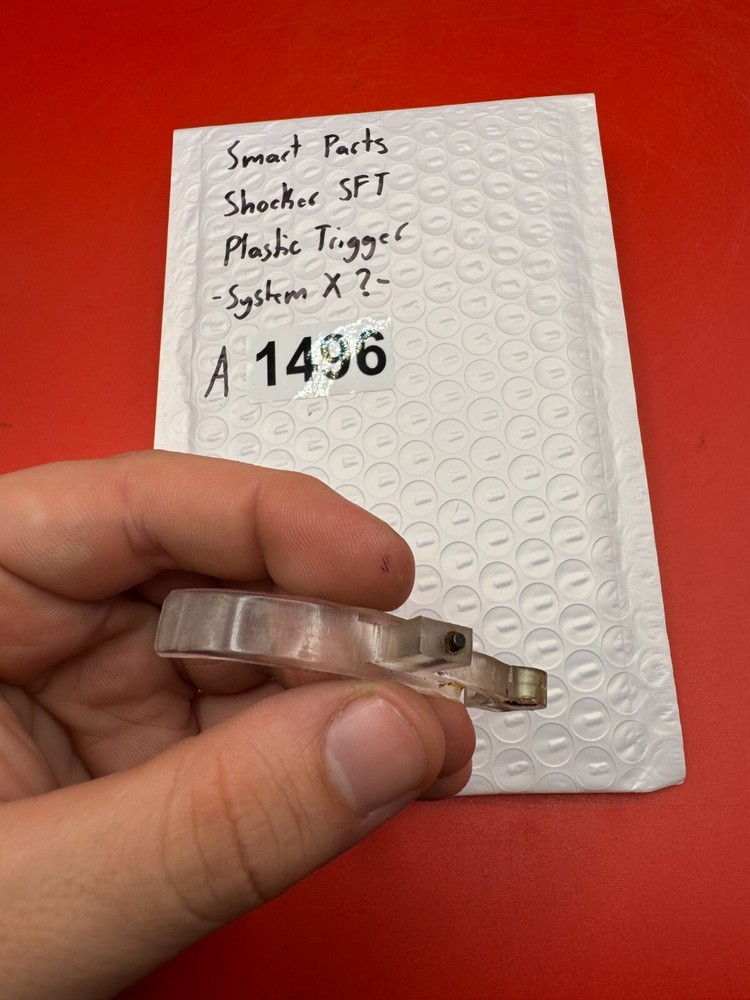 Smart Parts
Shocker SFT
Plastic Trigger
-System X ?-
A 1496